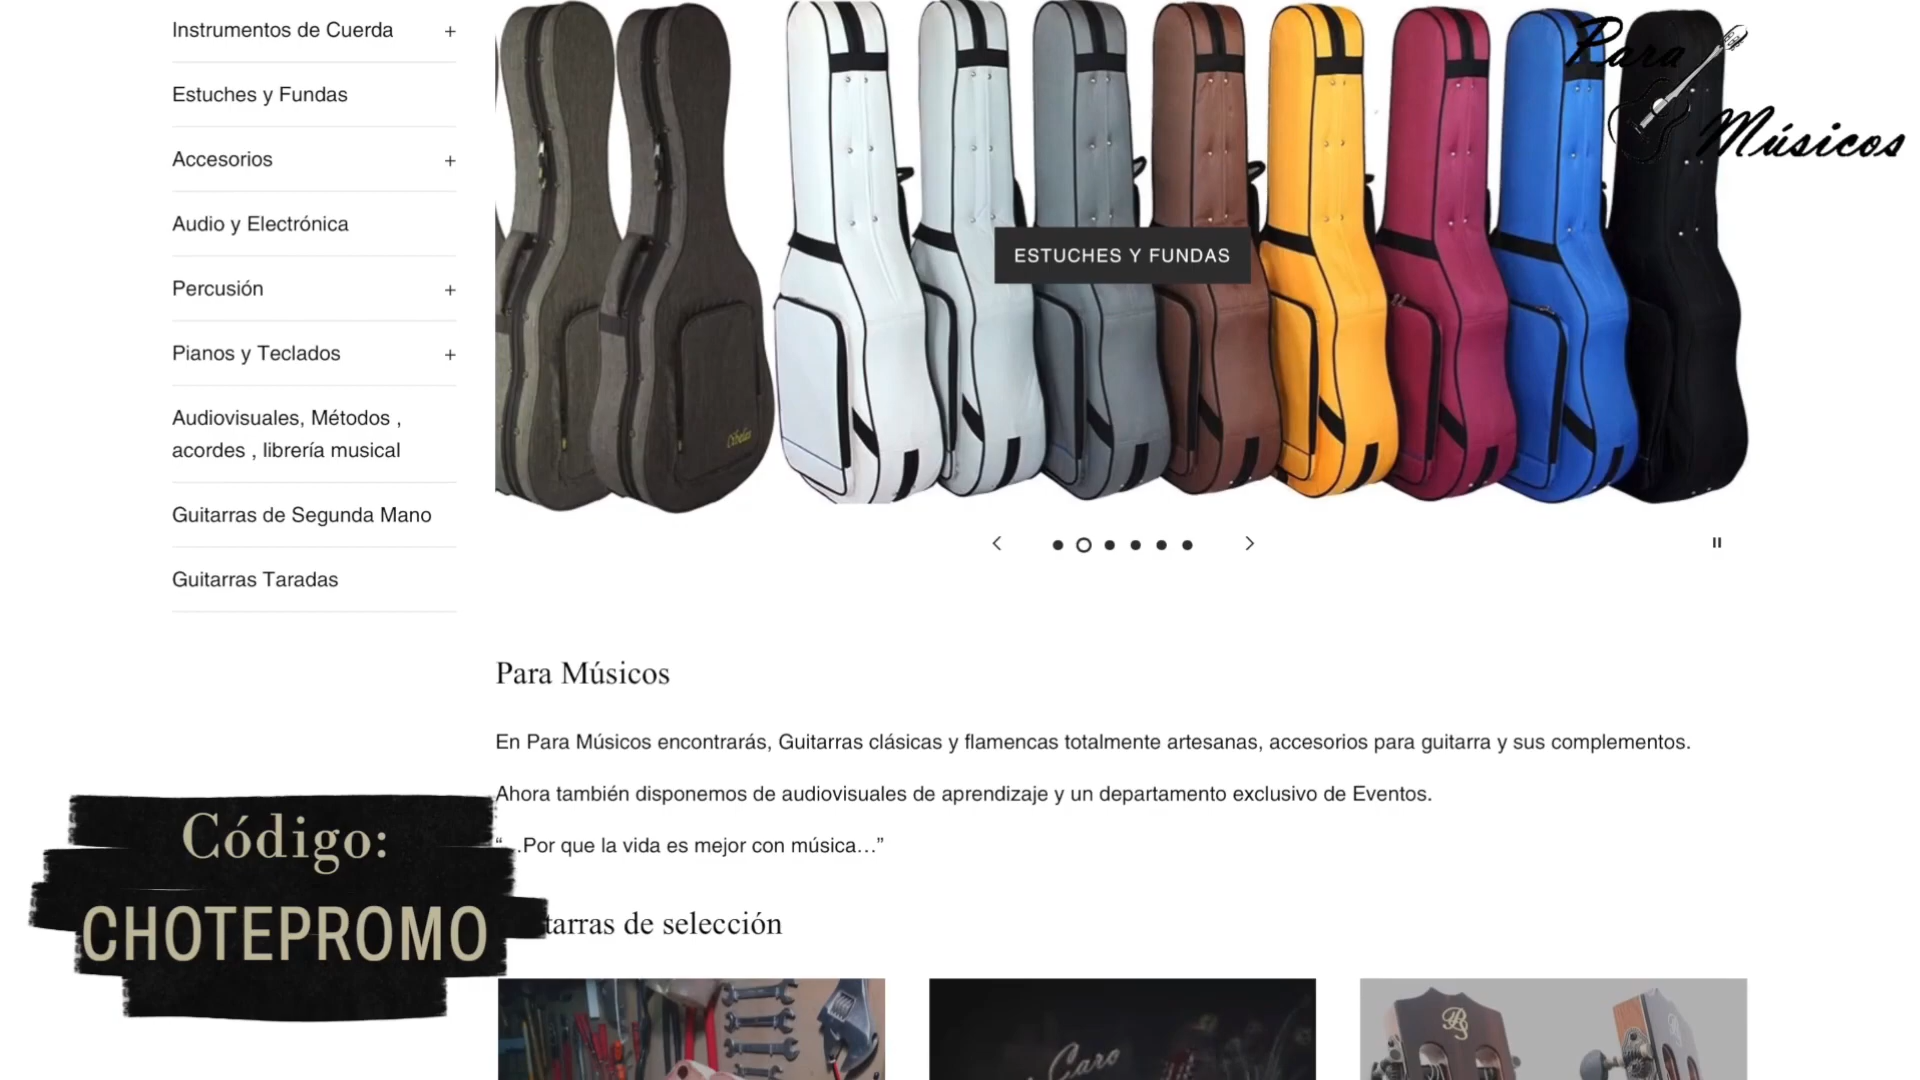 Instrumentos de Cuerda +
Estuches y Fundas
Accesorios +
Audio y Electrónica
Percusión +
Pianos y Teclados +
Audiovisuales, Métodos ,
acordes , librería musical
Guitarras de Segunda Mano
Guitarras Taradas
Para
Músicos
ESTUCHES Y FUNDAS
Para Músicos
En Para Músicos encontrarás, Guitarras clásicas y flamencas totalmente artesanas, accesorios para guitarra y sus complementos.
Ahora también disponemos de audiovisuales de aprendizaje y un departamento exclusivo de Eventos.
“…Por que la vida es mejor con música…”
Código:
CHOTEPROMO
tarras de selección
Caro